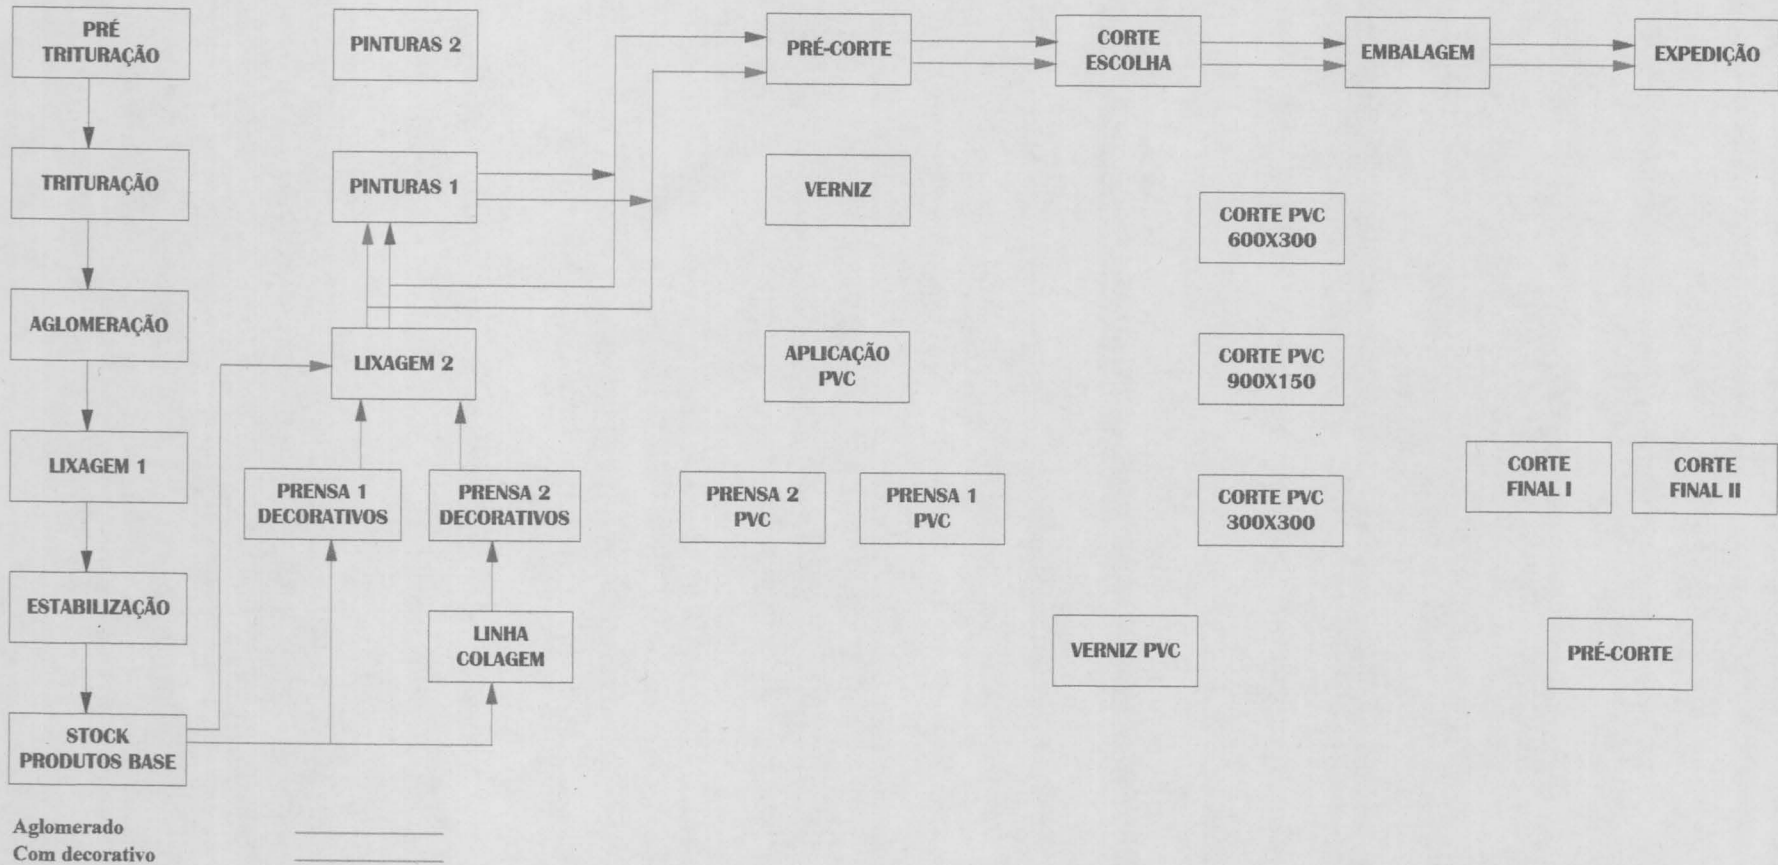 PRÉ
TRITURAÇÃO
PINTURAS 2
PRÉ-CORTE
CORTE
ESCOLHA
EMBALAGEM
EXPEDIÇÃO
TRITURAÇÃO
PINTURAS 1
VERNIZ
CORTE PVC
600X300
AGLOMERAÇÃO
LIXAGEM 2
APLICAÇÃO
PVC
CORTE PVC
900X150
LIXAGEM 1
PRENSA 1
DECORATIVOS
PRENSA 2
DECORATIVOS
PRENSA 2
PVC
PRENSA 1
PVC
CORTE PVC
300X300
CORTE
FINAL I
CORTE
FINAL II
ESTABILIZAÇÃO
LINHA
COLAGEM
VERNIZ PVC
PRÉ-CORTE
STOCK
PRODUTOS BASE
Aglomerado
Com decorativo